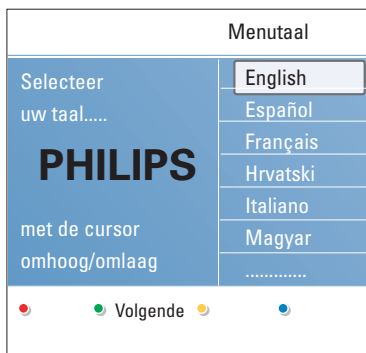 Menutaal
Selecteer
uw taal.....
PHILIPS
met de cursor
omhoog/omlaag
English
Español
Français
Hrvatski
Italiano
Magyar
.............
Volgende